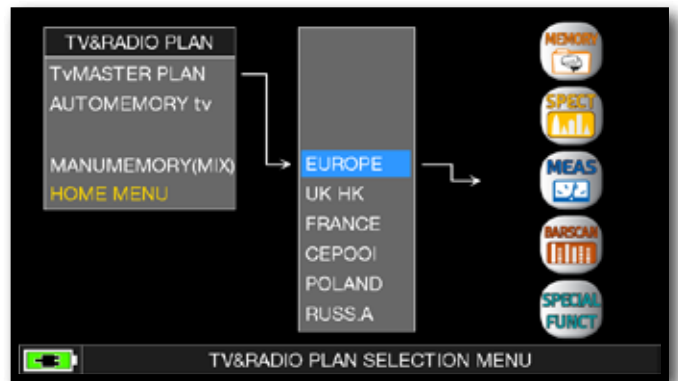 TV&RADIO PLAN
TvMASTER PLAN
AUTOMEMORY tv
MANUMEMORY(MIX)
HOME MENU
EUROPE
UK HK
FRANCE
CEPOOI
POLAND
RUSS.A
MEMORY
SPECT
MEAS
BARSCAN
SPECIAL
FUNCT
TV&RADIO PLAN SELECTION MENU